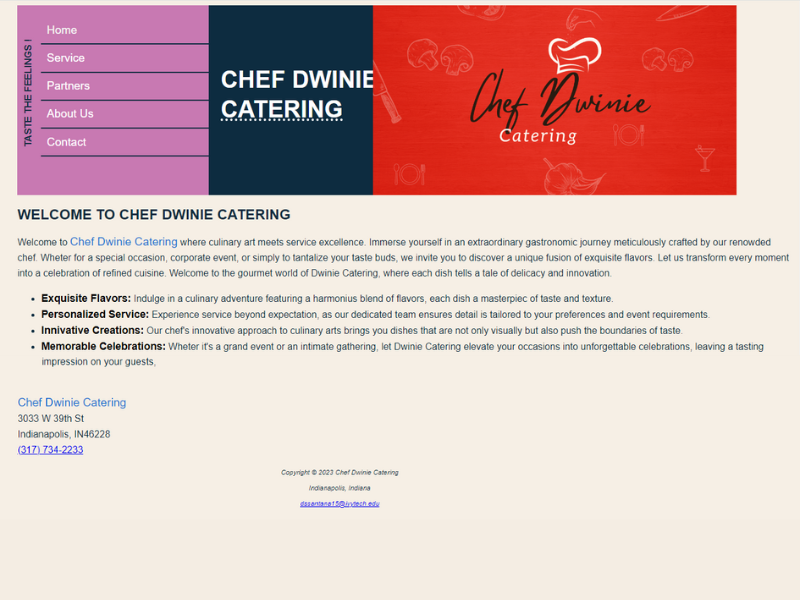 TASTE THE FEELINGS !
Home
Service
Partners
About Us
Contact
CHEF DWINIE
CATERING
Chef Dwinie
Catering
WELCOME TO CHEF DWINIE CATERING
Welcome to Chef Dwinie Catering where culinary art meets service excellence. Immerse yourself in an extraordinary gastronomic journey meticulously crafted by our renowned
chef. Wheter for a special occasion, corporate event, or simply to tantalize your taste buds, we invite you to discover a unique fusion of exquisite flavors. Let us transform every moment
into a celebration of refined cuisine. Welcome to the gourmet world of Dwinie Catering, where each dish tells a tale of delicacy and innovation.
• Exquisite Flavors: Indulge in a culinary adventure featuring a harmonius blend of flavors, each dish a masterpiec of taste and texture.
• Personalized Service: Experience service beyond expectation, as our dedicated team ensures detail is tailored to your preferences and event requirements.
• Innivative Creations: Our chef's innovative approach to culinary arts brings you dishes that are not only visually but also push the boundaries of taste.
• Memorable Celebrations: Wheter it's a grand event or an intimate gathering, let Dwinie Catering elevate your occasions into unforgettable celebrations, leaving a tasting
impression on your guests,
Chef Dwinie Catering
3033 W 39th St
Indianapolis, IN46228
(317) 734-2233
Copyright © 2023 Chef Dwinie Catering
Indianapolis, Indiana
dssantana15@ivytech.edu